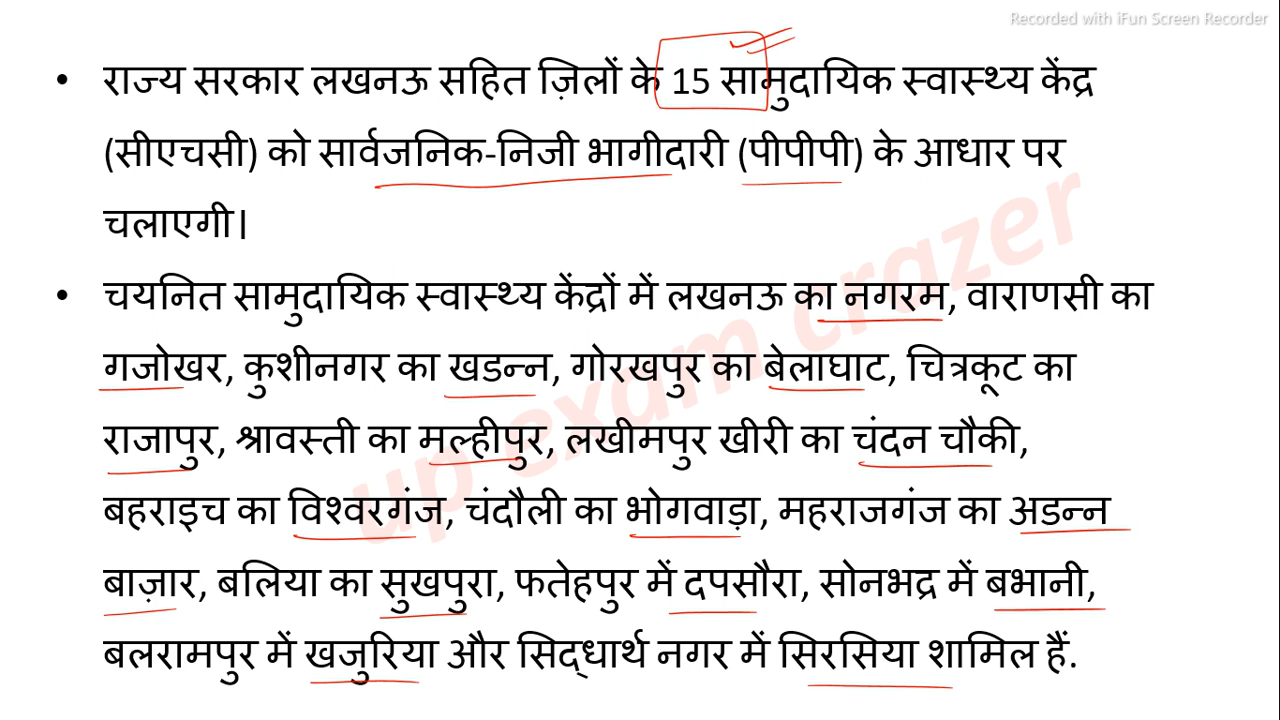 Recorded with iFun Screen Recorder
• राज्य सरकार लखनऊ सहित ज़िलों के 15 सामुदायिक स्वास्थ्य केंद्र
(सीएचसी) को सार्वजनिक-निजी भागीदारी (पीपीपी) के आधार पर
चलाएगी।
• चयनित सामुदायिक स्वास्थ्य केंद्रों में लखनऊ का नगरम, वाराणसी का
गजोखर, कुशीनगर का खडन्न, गोरखपुर का बेलाघाट, चित्रकूट का
राजापुर, श्रावस्ती का मल्हीपुर, लखीमपुर खीरी का चंदन चौकी,
बहराइच का विश्वरगंज, चंदौली का भोगवाड़ा, महराजगंज का अडन्न
बाज़ार, बलिया का सुखपुरा, फतेहपुर में दपसौरा, सोनभद्र में बभानी,
बलरामपुर में खजुरिया और सिद्धार्थ नगर में सिरसिया शामिल हैं.
up exam crazer